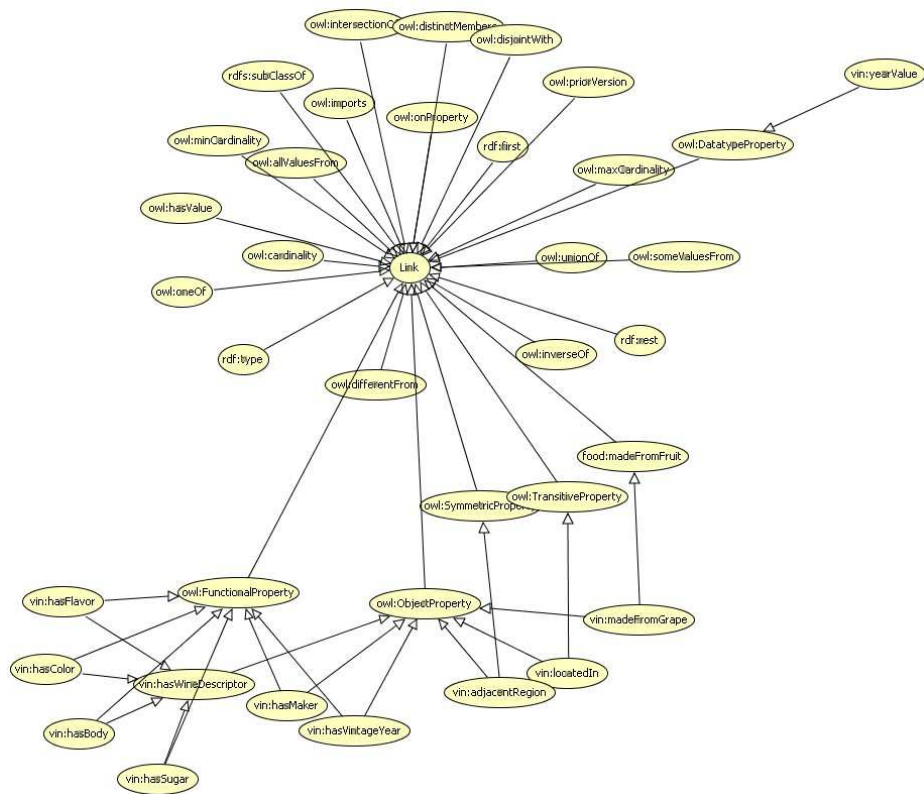 owl:intersectionO
owl:distinctMembers
owl:disjointWith
rdfs:subClassOf
vin:yearValue
owl:priorVersion
owl:imports
owl:onProperty
owl:minCardinality
rdf:first
owl:DatatypeProperty
owl:allValuesFrom
owl:maxCardinality
owl:hasValue
owl:cardinality
owl:unionOf
owl:someValuesFrom
Link
owl:oneOf
rdf:rest
owl:inverseOf
rdf:type
owl:differentFrom
food:madeFromFruit
owl:TransitiveProperty
owl:SymmetricProperty
owl:FunctionalProperty
vin:hasFlavor
owl:ObjectProperty
vin:madeFromGrape
vin:hasColor
vin:locatedIn
vin:hasWineDescriptor
vin:adjacentRegion
vin:hasMaker
vin:hasBody
vin:hasVintageYear
vin:hasSugar